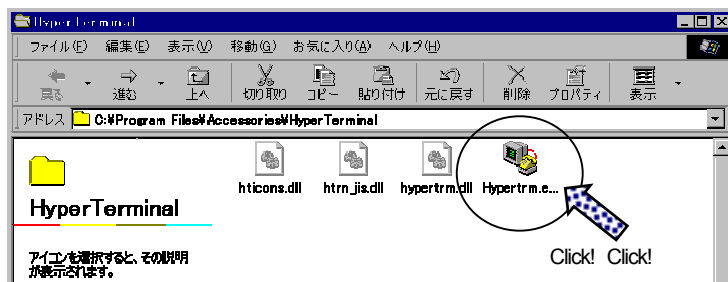 HyperTerminal
ファイル(F) 編集(E) 表示(V) 移動(G) お気に入り(A) ヘルプ(H)
戻る 進む 上へ 切り取り コピー 貼り付け 元に戻す 削除 プロパティ 表示
アドレス C:¥Program Files¥Accessories¥HyperTerminal
HyperTerminal
アイコンを選択すると、その説明
が表示されます。
hticons.dll htrn_jis.dll hypertrm.dll Hypertrm.e...
Click! Click!